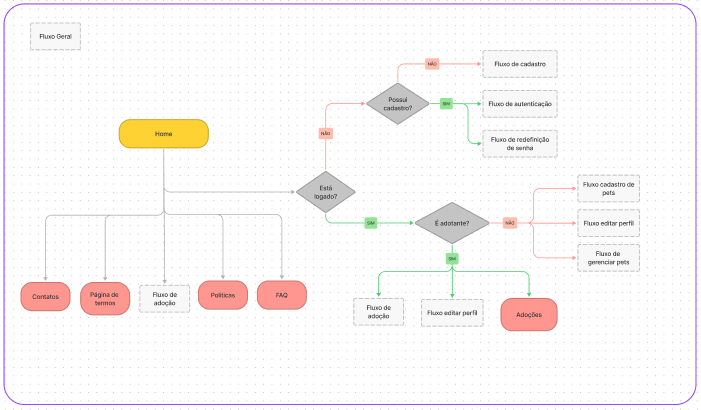 Fluxo Geral
Fluxo de cadastro
NÃO
Possui
cadastro?
SIM
Fluxo de autenticação
Home
NÃO
Fluxo de redefinição
de senha
Está
logado?
Fluxo cadastro de
pets
SIM
É adotante?
NÃO
Fluxo editar perfil
Fluxo de
gerenciar pets
SIM
Contatos
Página de
termos
Fluxo de
adoção
Políticas
FAQ
Fluxo de
adoção
Fluxo editar perfil
Adoções